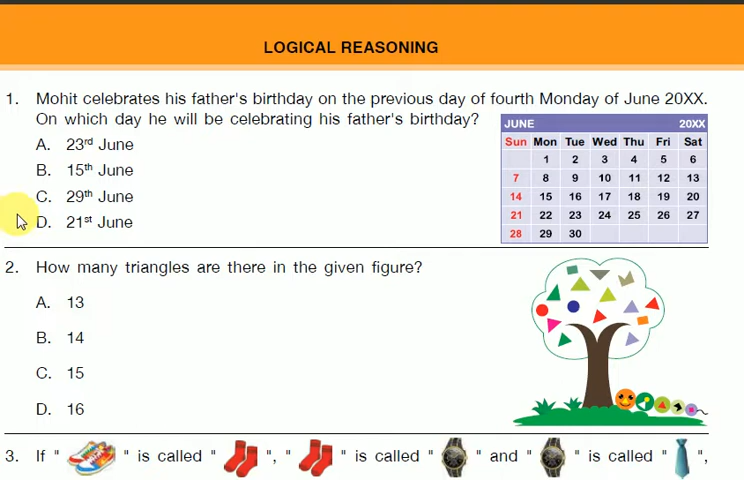 LOGICAL REASONING
1. Mohit celebrates his father's birthday on the previous day of fourth Monday of June 20XX.
On which day he will be celebrating his father's birthday?
A. 23rd June
B. 15th June
C. 29th June
D. 21st June
JUNE 20XX
Sun Mon Tue Wed Thu Fri Sat
1 2 3 4 5 6
7 8 9 10 11 12 13
14 15 16 17 18 19 20
21 22 23 24 25 26 27
28 29 30
2. How many triangles are there in the given figure?
A. 13
B. 14
C. 15
D. 16
3. If " " is called " ", " " is called " " and " " is called " ",